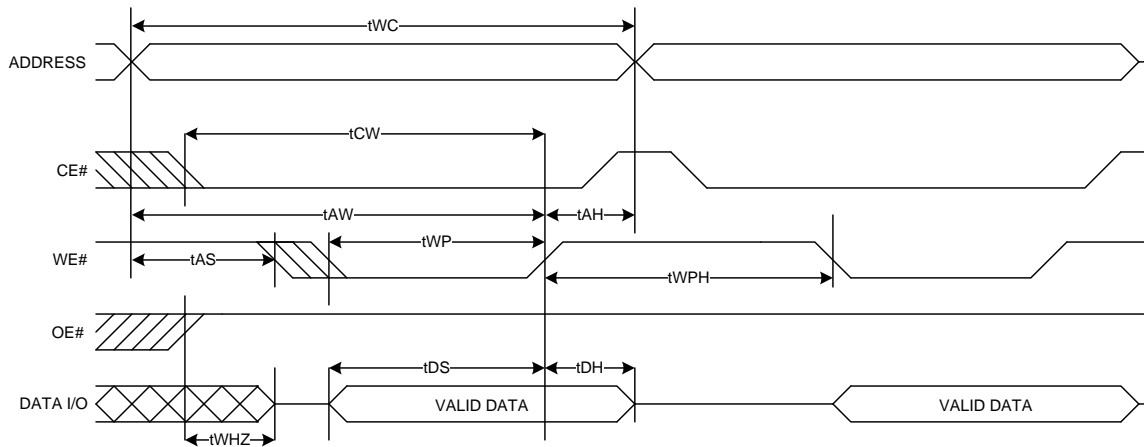 tWC
ADDRESS
tCW
CE#
tAW
tAH
tWP
WE#
tAS
tWPH
OE#
tDS
tDH
DATA I/O
VALID DATA
VALID DATA
tWHZ